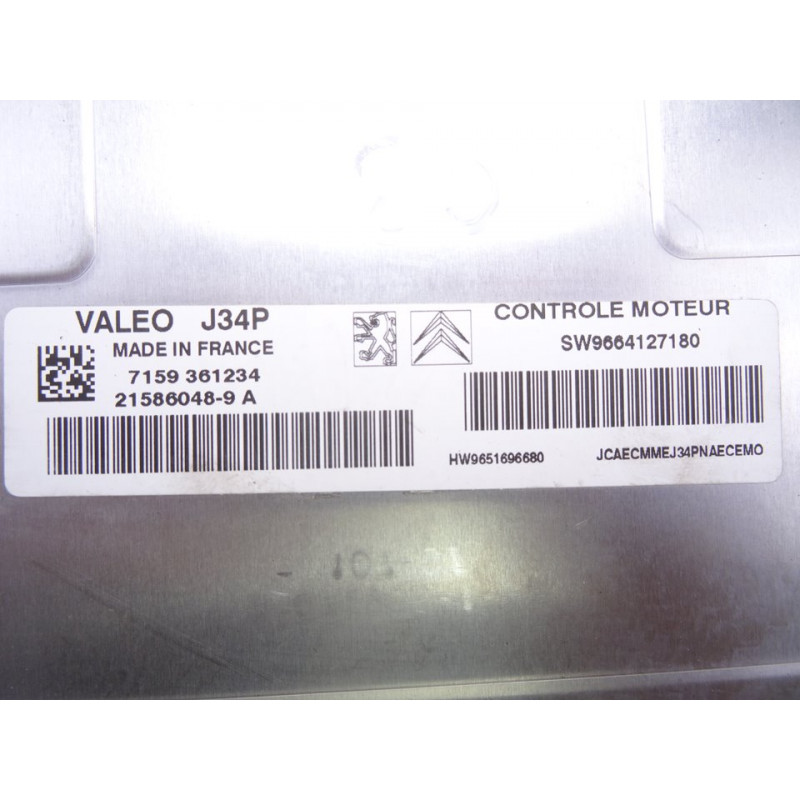 VALEO J34P
MADE IN FRANCE
7159 361234
21586048-9 A
CONTROLE MOTEUR
SW9664127180
HW9651696680
JCAECMMEJ34PNAECEMO